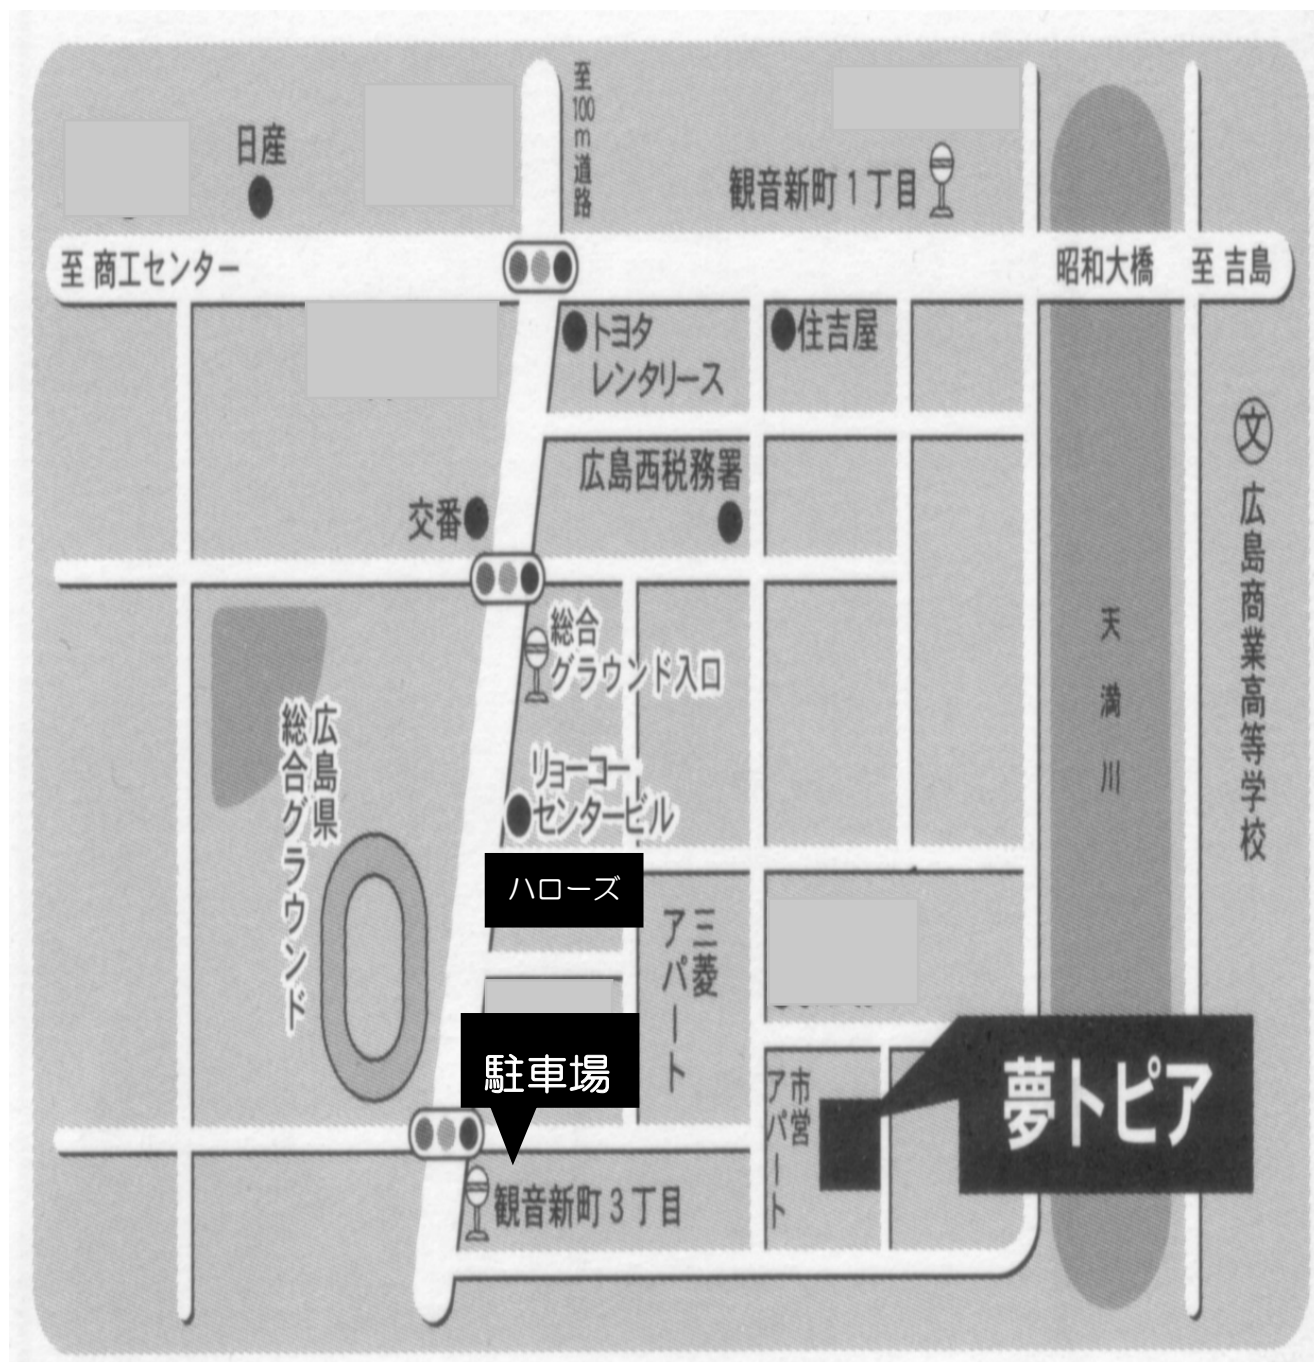 至100m道路
日産
観音新町1丁目
至 商工センター
昭和大橋
至 吉島
トヨタ
レンタリース
住吉屋
広島西税務署
交番
文
広島商業高等学校
総合
グラウンド入口
天満川
広島県
総合グラウンド
リョーコー
センタービル
ハローズ
三菱
アパート
駐車場
市営
アパート
夢トピア
観音新町3丁目